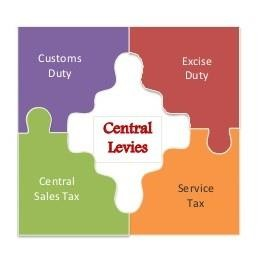 Customs
Duty
Excise
Duty
Central
Levies
Central
Sales Tax
Service
Tax